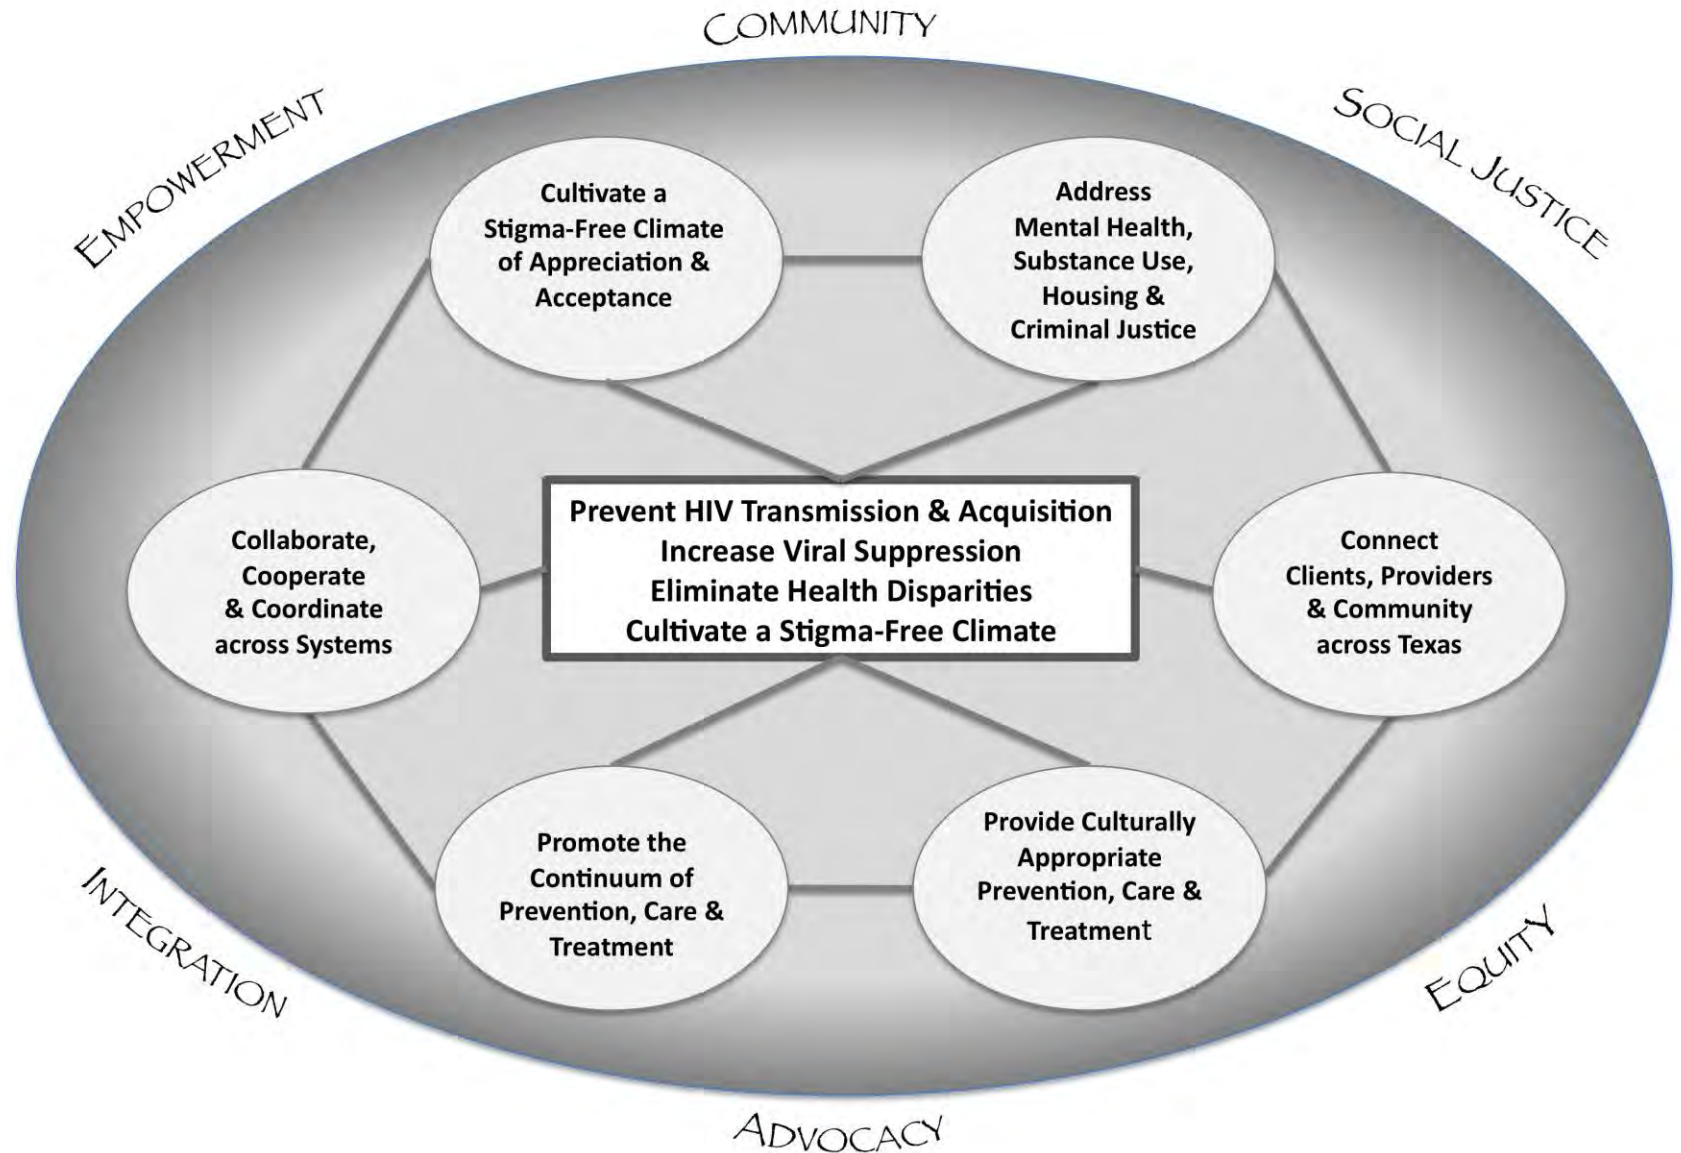 COMMUNITY
EMPOWERMENT
SOCIAL JUSTICE
Cultivate a
Stigma-Free Climate
of Appreciation &
Acceptance
Address
Mental Health,
Substance Use,
Housing &
Criminal Justice
Collaborate,
Cooperate
& Coordinate
across Systems
Prevent HIV Transmission & Acquisition
Increase Viral Suppression
Eliminate Health Disparities
Cultivate a Stigma-Free Climate
Connect
Clients, Providers
& Community
across Texas
Promote the
Continuum of
Prevention, Care &
Treatment
Provide Culturally
Appropriate
Prevention, Care &
Treatment
INTEGRATION
EQUITY
ADVOCACY